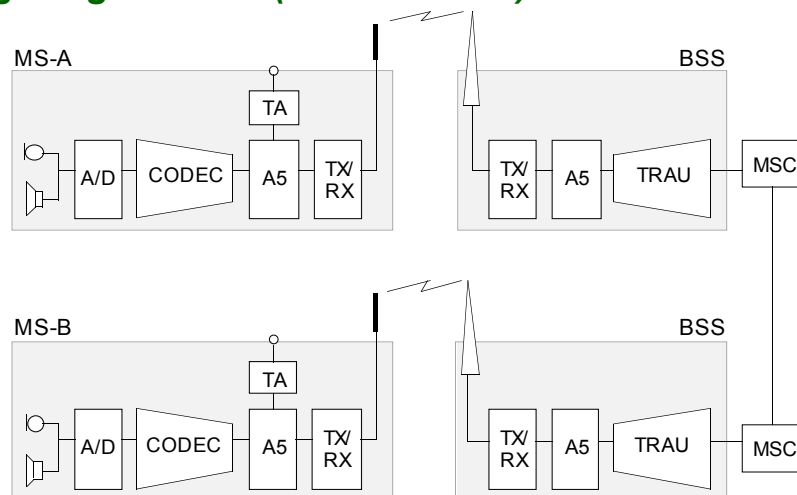 MS-A
BSS
TA
A/D
CODEC
A5
TX/
RX
TX/
RX
A5
TRAU
MSC
MS-B
BSS
TA
A/D
CODEC
A5
TX/
RX
TX/
RX
A5
TRAU
MSC